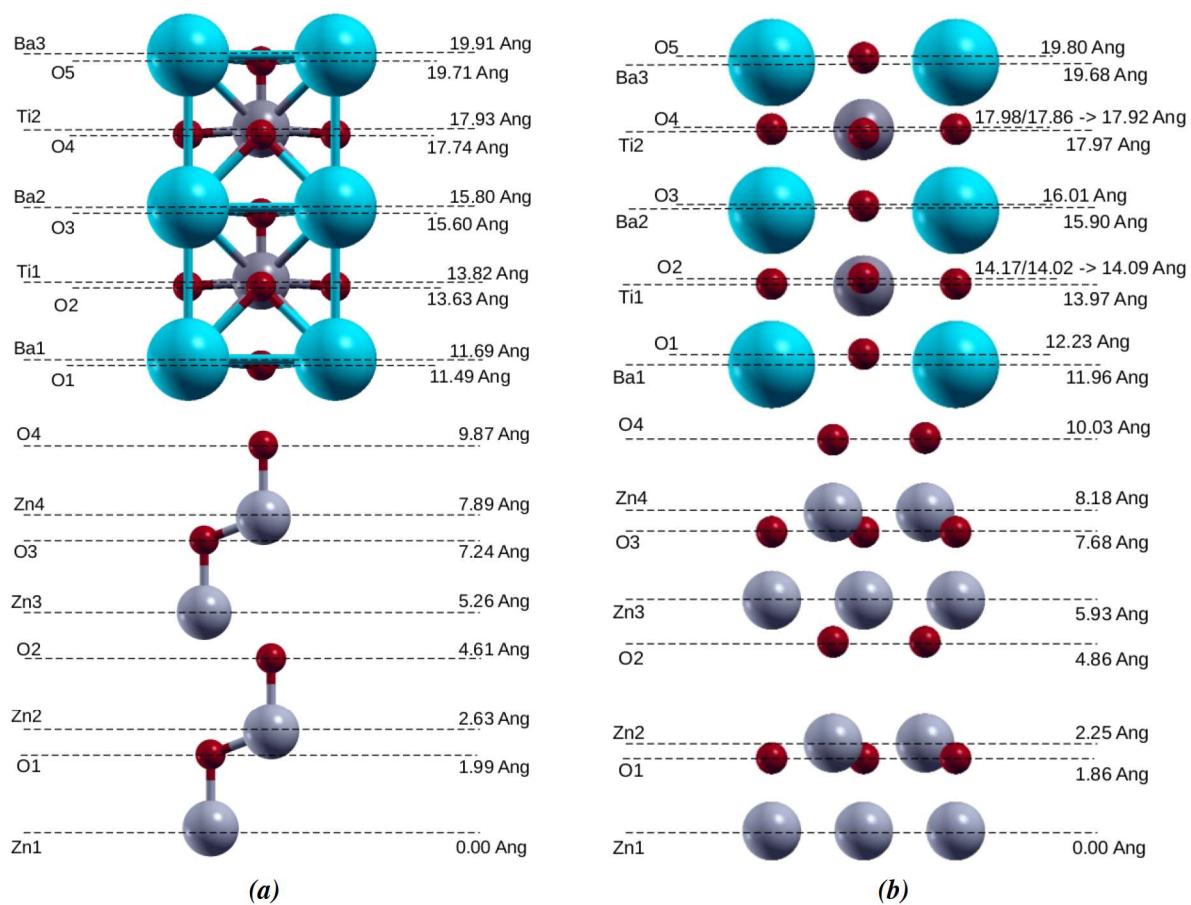 Ba3 19.91 Ang
O5 19.71 Ang
Ti2 17.93 Ang
O4 17.74 Ang
Ba2 15.80 Ang
O3 15.60 Ang
Ti1 13.82 Ang
O2 13.63 Ang
Ba1 11.69 Ang
O1 11.49 Ang
O4 9.87 Ang
Zn4 7.89 Ang
O3 7.24 Ang
Zn3 5.26 Ang
O2 4.61 Ang
Zn2 2.63 Ang
O1 1.99 Ang
Zn1 0.00 Ang
(a)
O5 19.80 Ang
Ba3 19.68 Ang
O4 17.98/17.86 -> 17.92 Ang
Ti2 17.97 Ang
O3 16.01 Ang
Ba2 15.90 Ang
O2 14.17/14.02 -> 14.09 Ang
Ti1 13.97 Ang
O1 12.23 Ang
Ba1 11.96 Ang
O4 10.03 Ang
Zn4 8.18 Ang
O3 7.68 Ang
Zn3 5.93 Ang
O2 4.86 Ang
Zn2 2.25 Ang
O1 1.86 Ang
Zn1 0.00 Ang
(b)